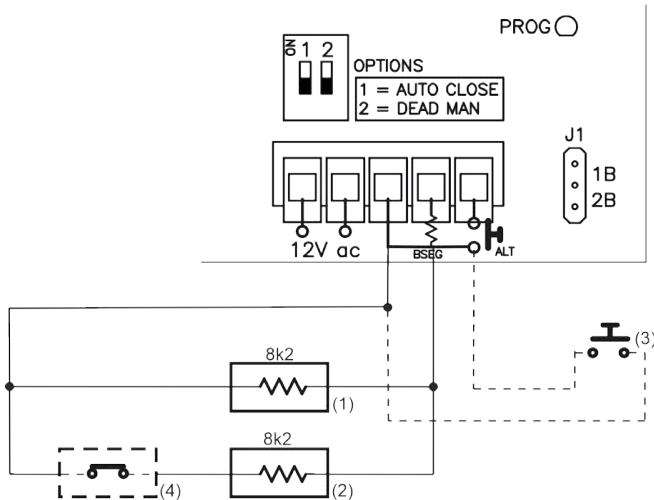 PROG
ON
1 2
OPTIONS
1 = AUTO CLOSE
2 = DEAD MAN
J1
1B
2B
12V ac
BSEG
ALT
(3)
8k2
(1)
8k2
(4)
(2)